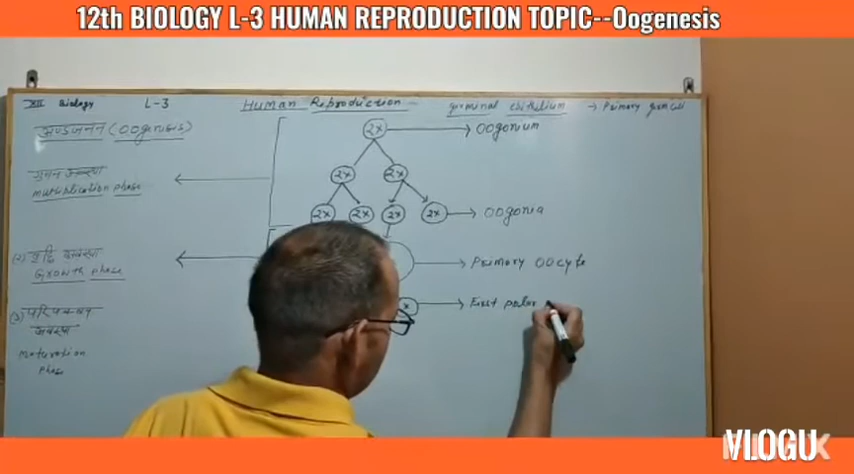 12th BIOLOGY L-3 HUMAN REPRODUCTION TOPIC--Oogenesis
XII Biology L-3 Human Reproduction germinal epithelium → Primary germ cell
अण्डजनन (Oogenesis)
2x → Oogonium
गुणन अवस्था
multiplication phase
2x 2x
2x 2x 2x 2x → Oogonia
(2) वृद्धि अवस्था
Growth phase
Primary OOcyte
(3) परिपक्वन
अवस्था
maturation
phase
x → First polar
VLOGU